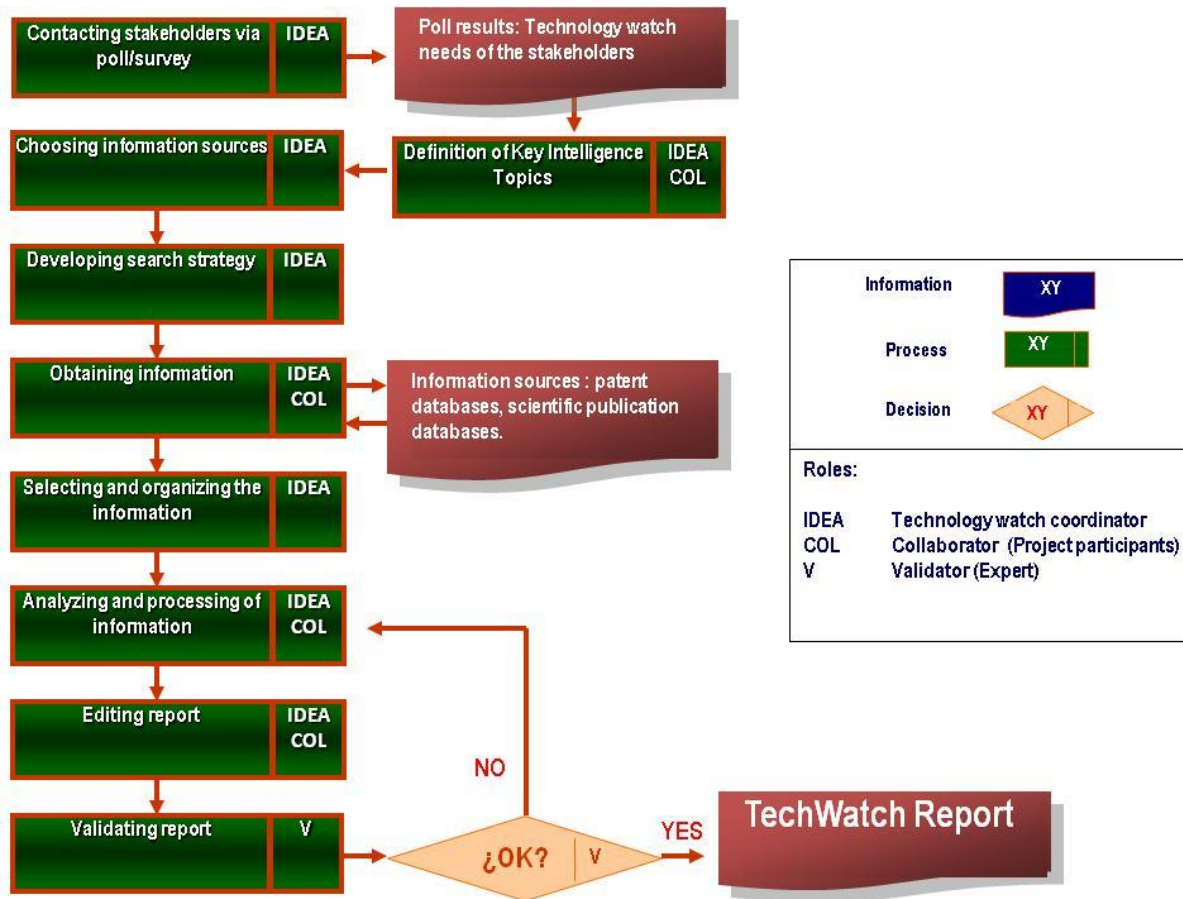 Contacting stakeholders via
poll/survey
IDEA
Poll results: Technology watch
needs of the stakeholders
Choosing information sources
IDEA
Definition of Key Intelligence
Topics
IDEA
COL
Developing search strategy
IDEA
Obtaining information
IDEA
COL
Information sources : patent
databases, scientific publication
databases.
Selecting and organizing the
information
IDEA
Analyzing and processing of
information
IDEA
COL
Editing report
IDEA
COL
NO
Validating report
V
¿OK?
V
YES
TechWatch Report
Information
XY
Process
XY
Decision
XY
Roles:
IDEA Technology watch coordinator
COL Collaborator (Project participants)
V Validator (Expert)